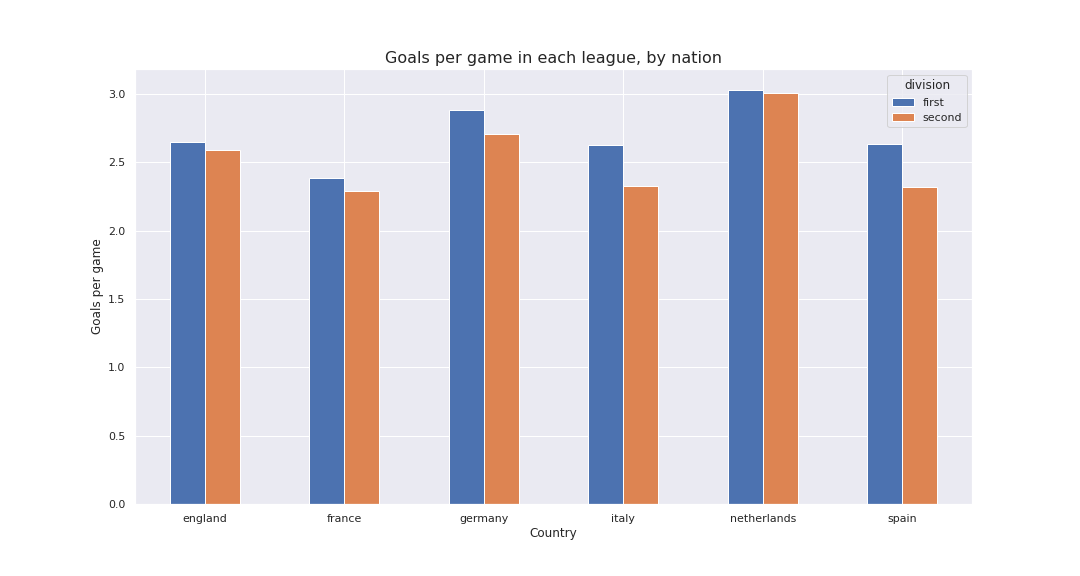 Goals per game in each league, by nation
division
first
second
3.0
2.5
2.0
1.5
1.0
0.5
0.0
Goals per game
england france germany italy netherlands spain
Country